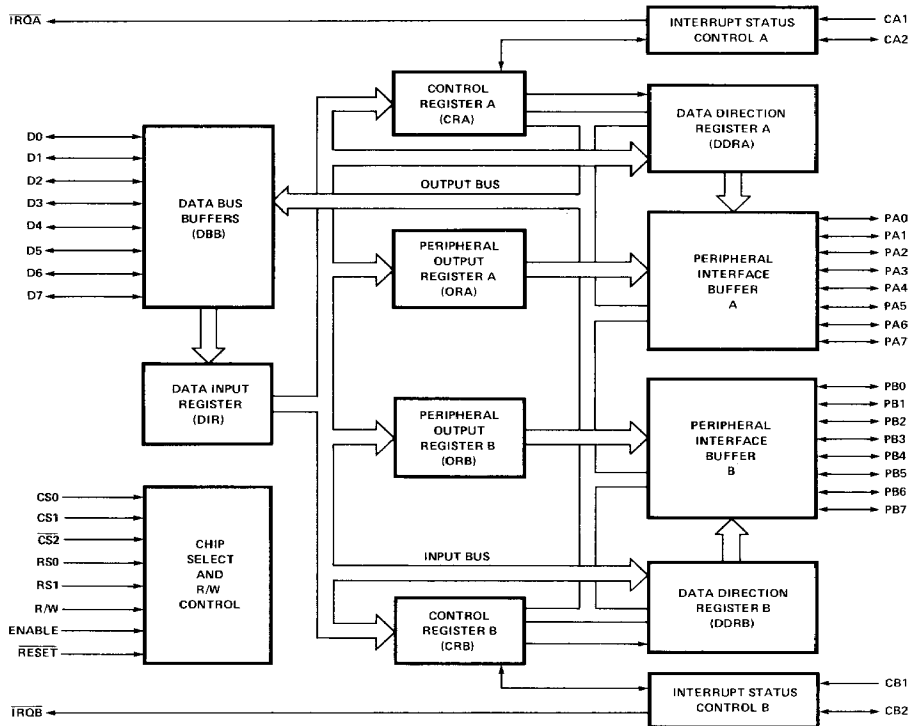 IRQA
INTERRUPT STATUS
CONTROL A
CA1
CA2
CONTROL
REGISTER A
(CRA)
DATA DIRECTION
REGISTER A
(DDRA)
D0
D1
D2
D3
D4
D5
D6
D7
DATA BUS
BUFFERS
(DBB)
OUTPUT BUS
PERIPHERAL
OUTPUT
REGISTER A
(ORA)
PERIPHERAL
INTERFACE
BUFFER
A
PA0
PA1
PA2
PA3
PA4
PA5
PA6
PA7
DATA INPUT
REGISTER
(DIR)
PERIPHERAL
OUTPUT
REGISTER B
(ORB)
PERIPHERAL
INTERFACE
BUFFER
B
PB0
PB1
PB2
PB3
PB4
PB5
PB6
PB7
CS0
CS1
CS2
RS0
RS1
R/W
ENABLE
RESET
CHIP
SELECT
AND
R/W
CONTROL
INPUT BUS
CONTROL
REGISTER B
(CRB)
DATA DIRECTION
REGISTER B
(DDRB)
IRQB
INTERRUPT STATUS
CONTROL B
CB1
CB2